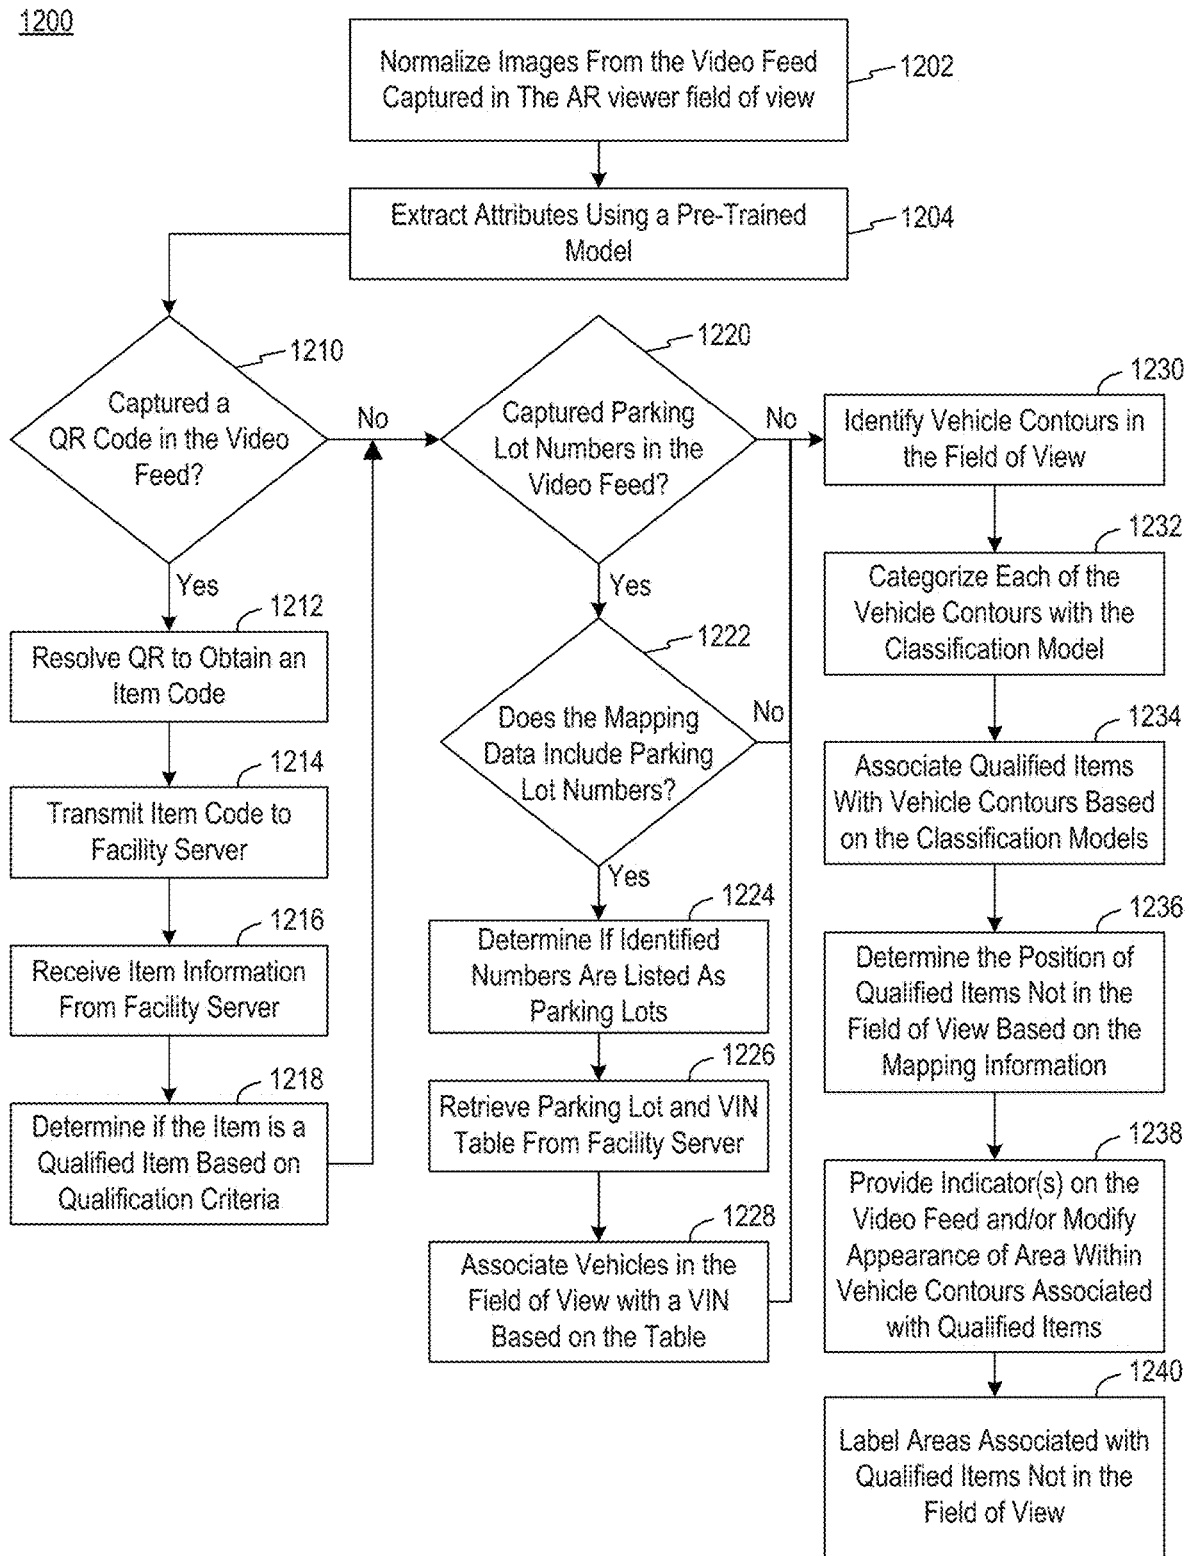 1200
Normalize Images From the Video Feed
Captured in The AR viewer field of view
1202
Extract Attributes Using a Pre-Trained
Model
1204
1210
Captured a
QR Code in the Video
Feed?
No
Yes
1212
Resolve QR to Obtain an
Item Code
1214
Transmit Item Code to
Facility Server
1216
Receive Item Information
From Facility Server
1218
Determine if the Item is a
Qualified Item Based on
Qualification Criteria
1220
Captured Parking
Lot Numbers in the
Video Feed?
No
Yes
1222
Does the Mapping
Data Include Parking
Lot Numbers?
No
Yes
1224
Determine If Identified
Numbers Are Listed As
Parking Lots
1226
Retrieve Parking Lot and VIN
Table From Facility Server
1228
Associate Vehicles in the
Field of View with a VIN
Based on the Table
1230
Identify Vehicle Contours in
the Field of View
1232
Categorize Each of the
Vehicle Contours with the
Classification Model
1234
Associate Qualified Items
With Vehicle Contours Based
on the Classification Models
1236
Determine the Position of
Qualified Items Not in the
Field of View Based on the
Mapping Information
1238
Provide Indicator(s) on the
Video Feed and/or Modify
Appearance of Area Within
Vehicle Contours Associated
with Qualified Items
1240
Label Areas Associated with
Qualified Items Not in the
Field of View